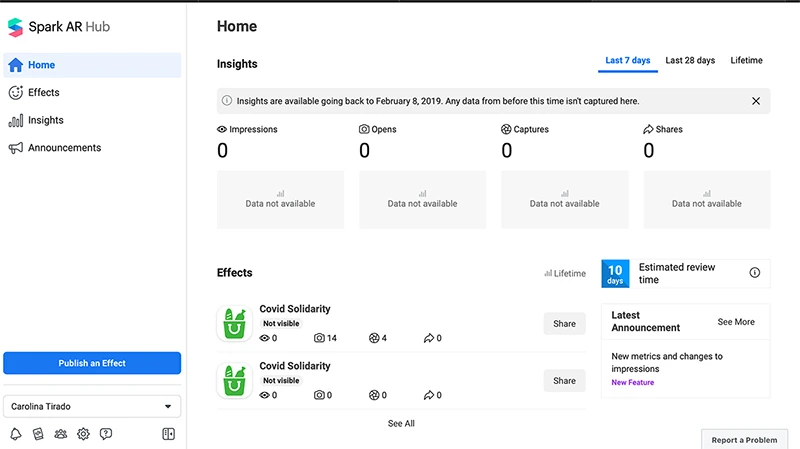 Spark AR Hub
Home
Effects
Insights
Announcements
Publish an Effect
Carolina Tirado
Home
Insights
Last 7 days
Last 28 days
Lifetime
Insights are available going back to February 8, 2019. Any data from before this time isn't captured here.
Impressions
0
Data not available
Opens
0
Data not available
Captures
0
Data not available
Shares
0
Data not available
Effects
Lifetime
Covid Solidarity
Not visible
0 14 4 0
Share
Covid Solidarity
Not visible
0 0 0 0
Share
See All
10
days
Estimated review
time
Latest
Announcement
See More
New metrics and changes to
impressions
New Feature
Report a Problem